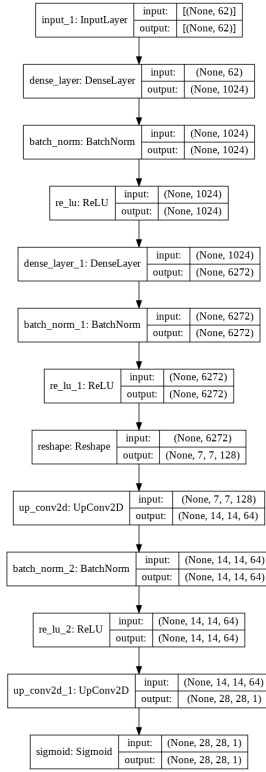 input_1: InputLayer
input: [(None, 62)]
output: [(None, 62)]
dense_layer: DenseLayer
input: (None, 62)
output: (None, 1024)
batch_norm: BatchNorm
input: (None, 1024)
output: (None, 1024)
re_lu: ReLU
input: (None, 1024)
output: (None, 1024)
dense_layer_1: DenseLayer
input: (None, 1024)
output: (None, 6272)
batch_norm_1: BatchNorm
input: (None, 6272)
output: (None, 6272)
re_lu_1: ReLU
input: (None, 6272)
output: (None, 6272)
reshape: Reshape
input: (None, 6272)
output: (None, 7, 7, 128)
up_conv2d: UpConv2D
input: (None, 7, 7, 128)
output: (None, 14, 14, 64)
batch_norm_2: BatchNorm
input: (None, 14, 14, 64)
output: (None, 14, 14, 64)
re_lu_2: ReLU
input: (None, 14, 14, 64)
output: (None, 14, 14, 64)
up_conv2d_1: UpConv2D
input: (None, 14, 14, 64)
output: (None, 28, 28, 1)
sigmoid: Sigmoid
input: (None, 28, 28, 1)
output: (None, 28, 28, 1)